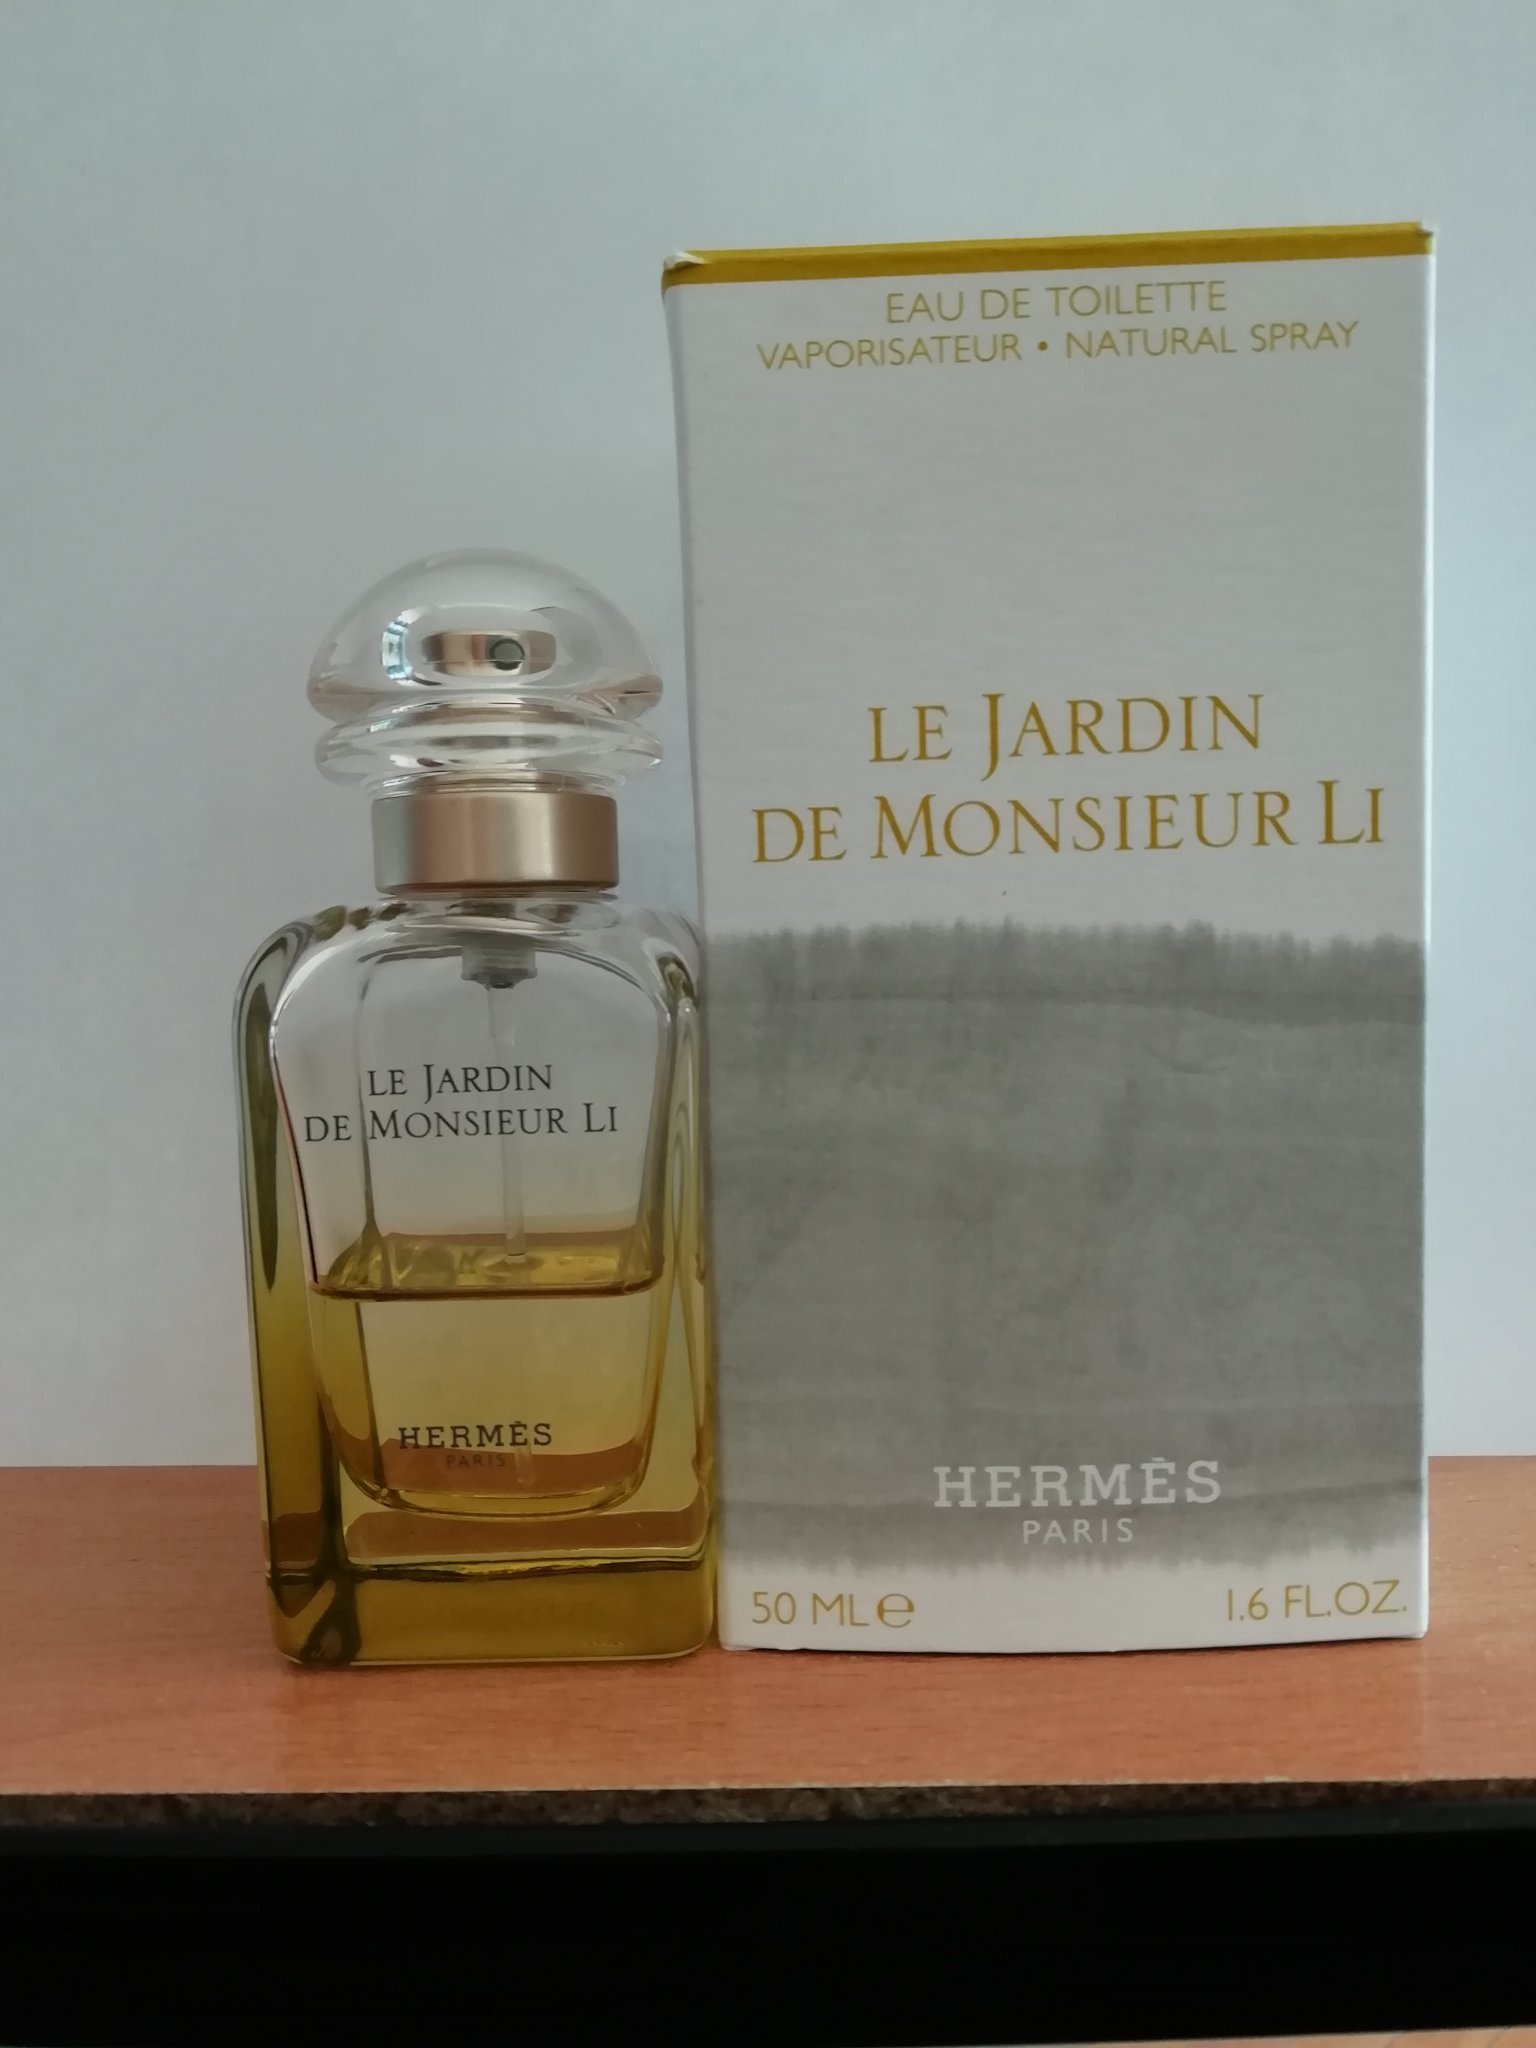 LE JARDIN
DE MONSIEUR LI
HERMÈS
PARIS
EAU DE TOILETTE
VAPORISATEUR • NATURAL SPRAY
LE JARDIN
DE MONSIEUR LI
HERMÈS
PARIS
50 ML ℮
1.6 FL.OZ.